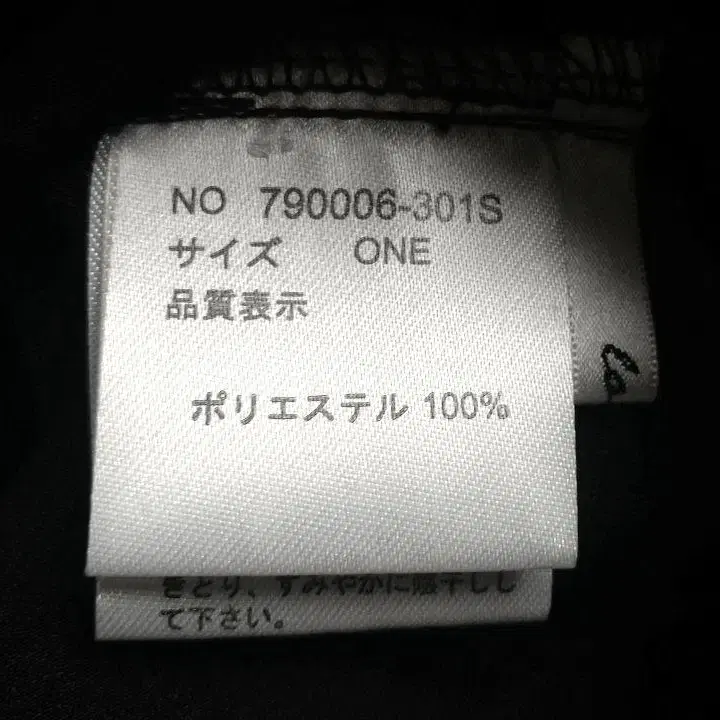 NO 790006-301S
サイズ ONE
品質表示
ポリエステル 100%
きとり、すみやかに陰干しし
て下さい。